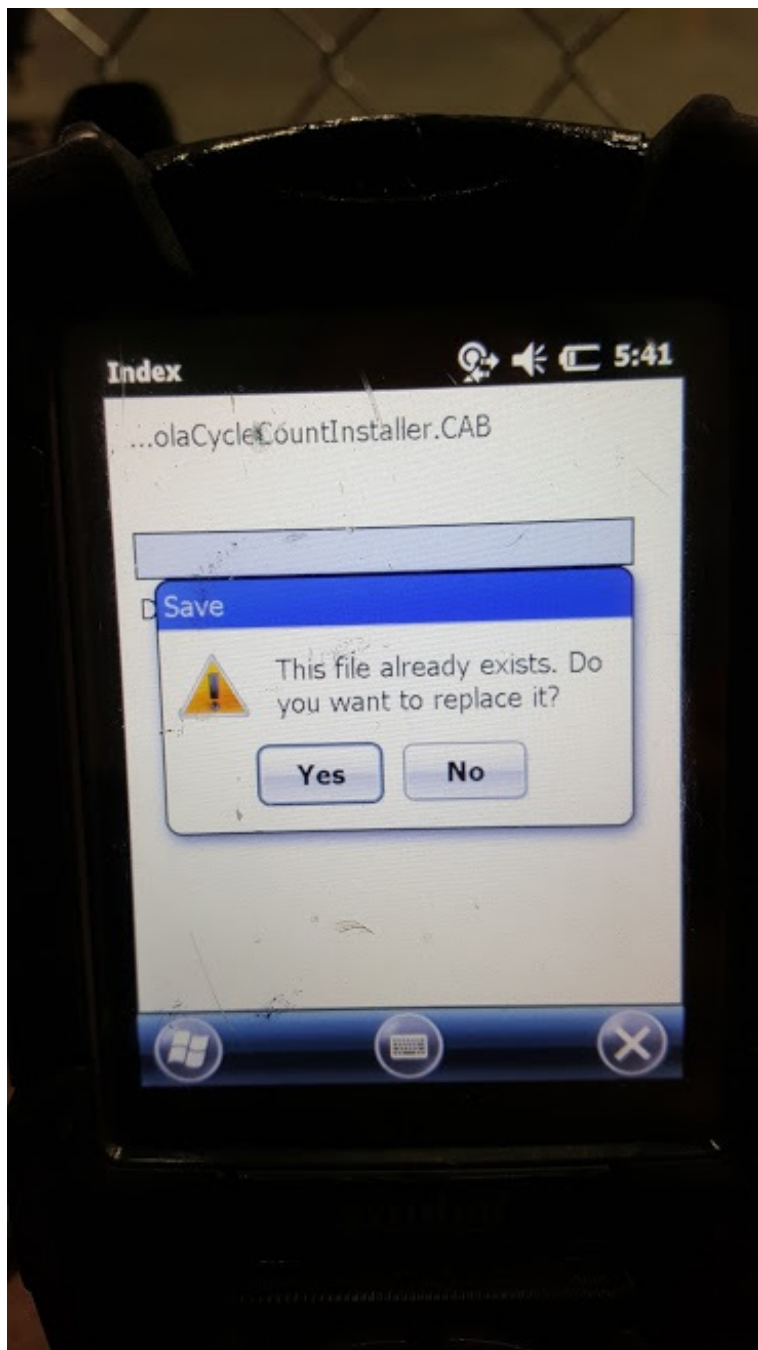 Index
5:41
...olaCycleCountInstaller.CAB
D
Save
This file already exists. Do
you want to replace it?
Yes
No